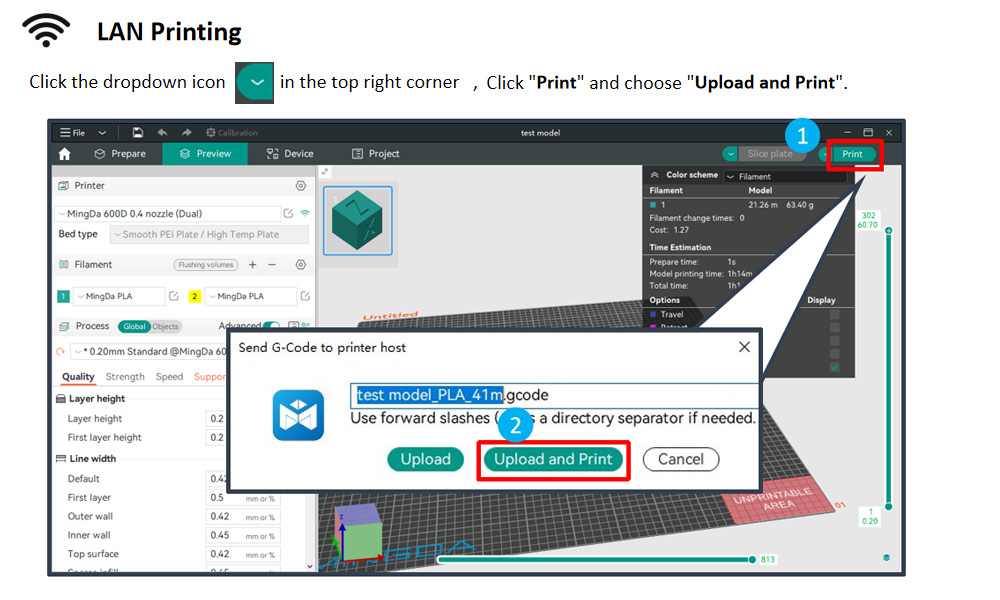 LAN Printing
Click the dropdown icon in the top right corner , Click "Print" and choose "Upload and Print".
File
Calibration
test model
1
Prepare
Preview
Device
Project
Slice plate
Print
Printer
MingDa 600D 0.4 nozzle (Dual)
Bed type
Smooth PEI Plate / High Temp Plate
Filament
Flushing volumes
1 MingDa PLA
2 MingDa PLA
Process Global Objects Advanced
* 0.20mm Standard @MingDa 60
Quality Strength Speed Suppor
Layer height
Layer height 0.2
First layer height 0.2
Line width
Default 0.42
First layer 0.5 mm or %
Outer wall 0.42 mm or %
Inner wall 0.45 mm or %
Top surface 0.42 mm or %
Untitled
Color scheme Filament
Filament Model
1 21.26 m 63.40 g
Filament change times: 0
Cost: 1.27
Time Estimation
Prepare time: 1s
Model printing time: 1h14m
Total time:
Options Display
Travel
302
60.70
Send G-Code to printer host
test model_PLA_41m.gcode
Use forward slashes ( a directory separator if needed.
2
Upload
Upload and Print
Cancel
UNPRINTABLE
AREA
01
1
0.20
813